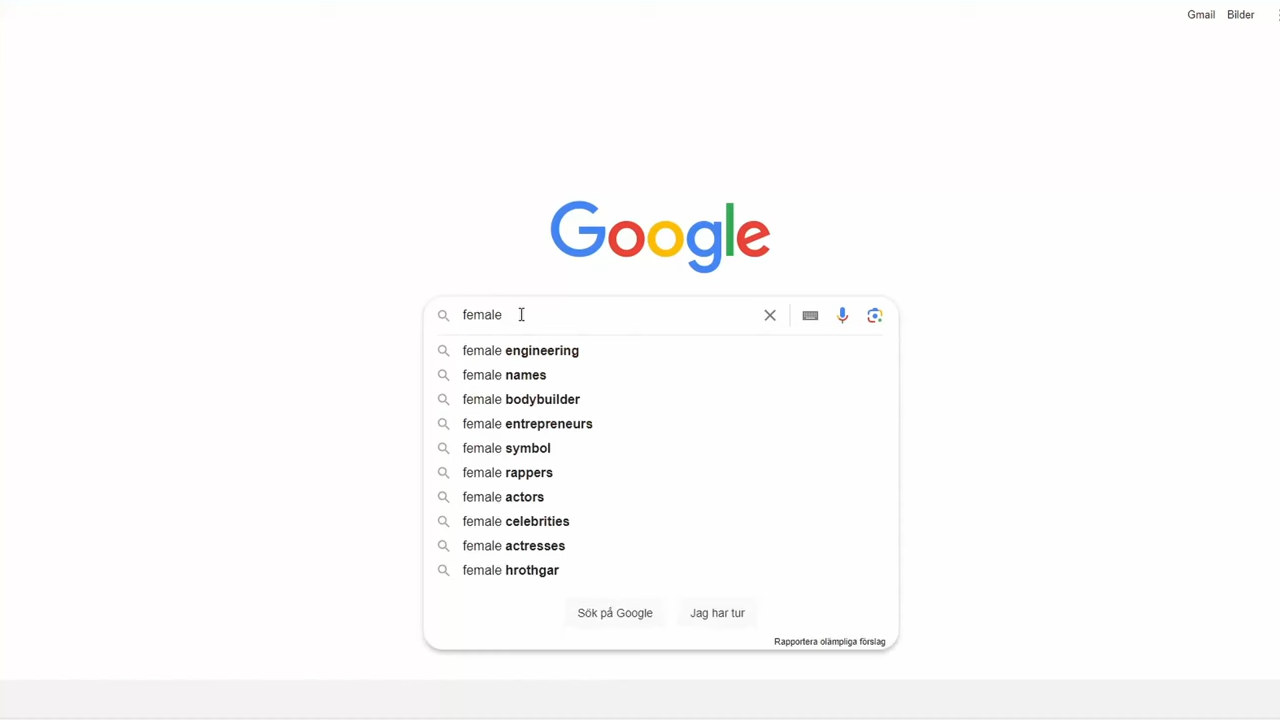 Gmail Bilder
Google
female
female engineering
female names
female bodybuilder
female entrepreneurs
female symbol
female rappers
female actors
female celebrities
female actresses
female hrothgar
Sök på Google Jag har tur
Rapportera olämpliga förslag